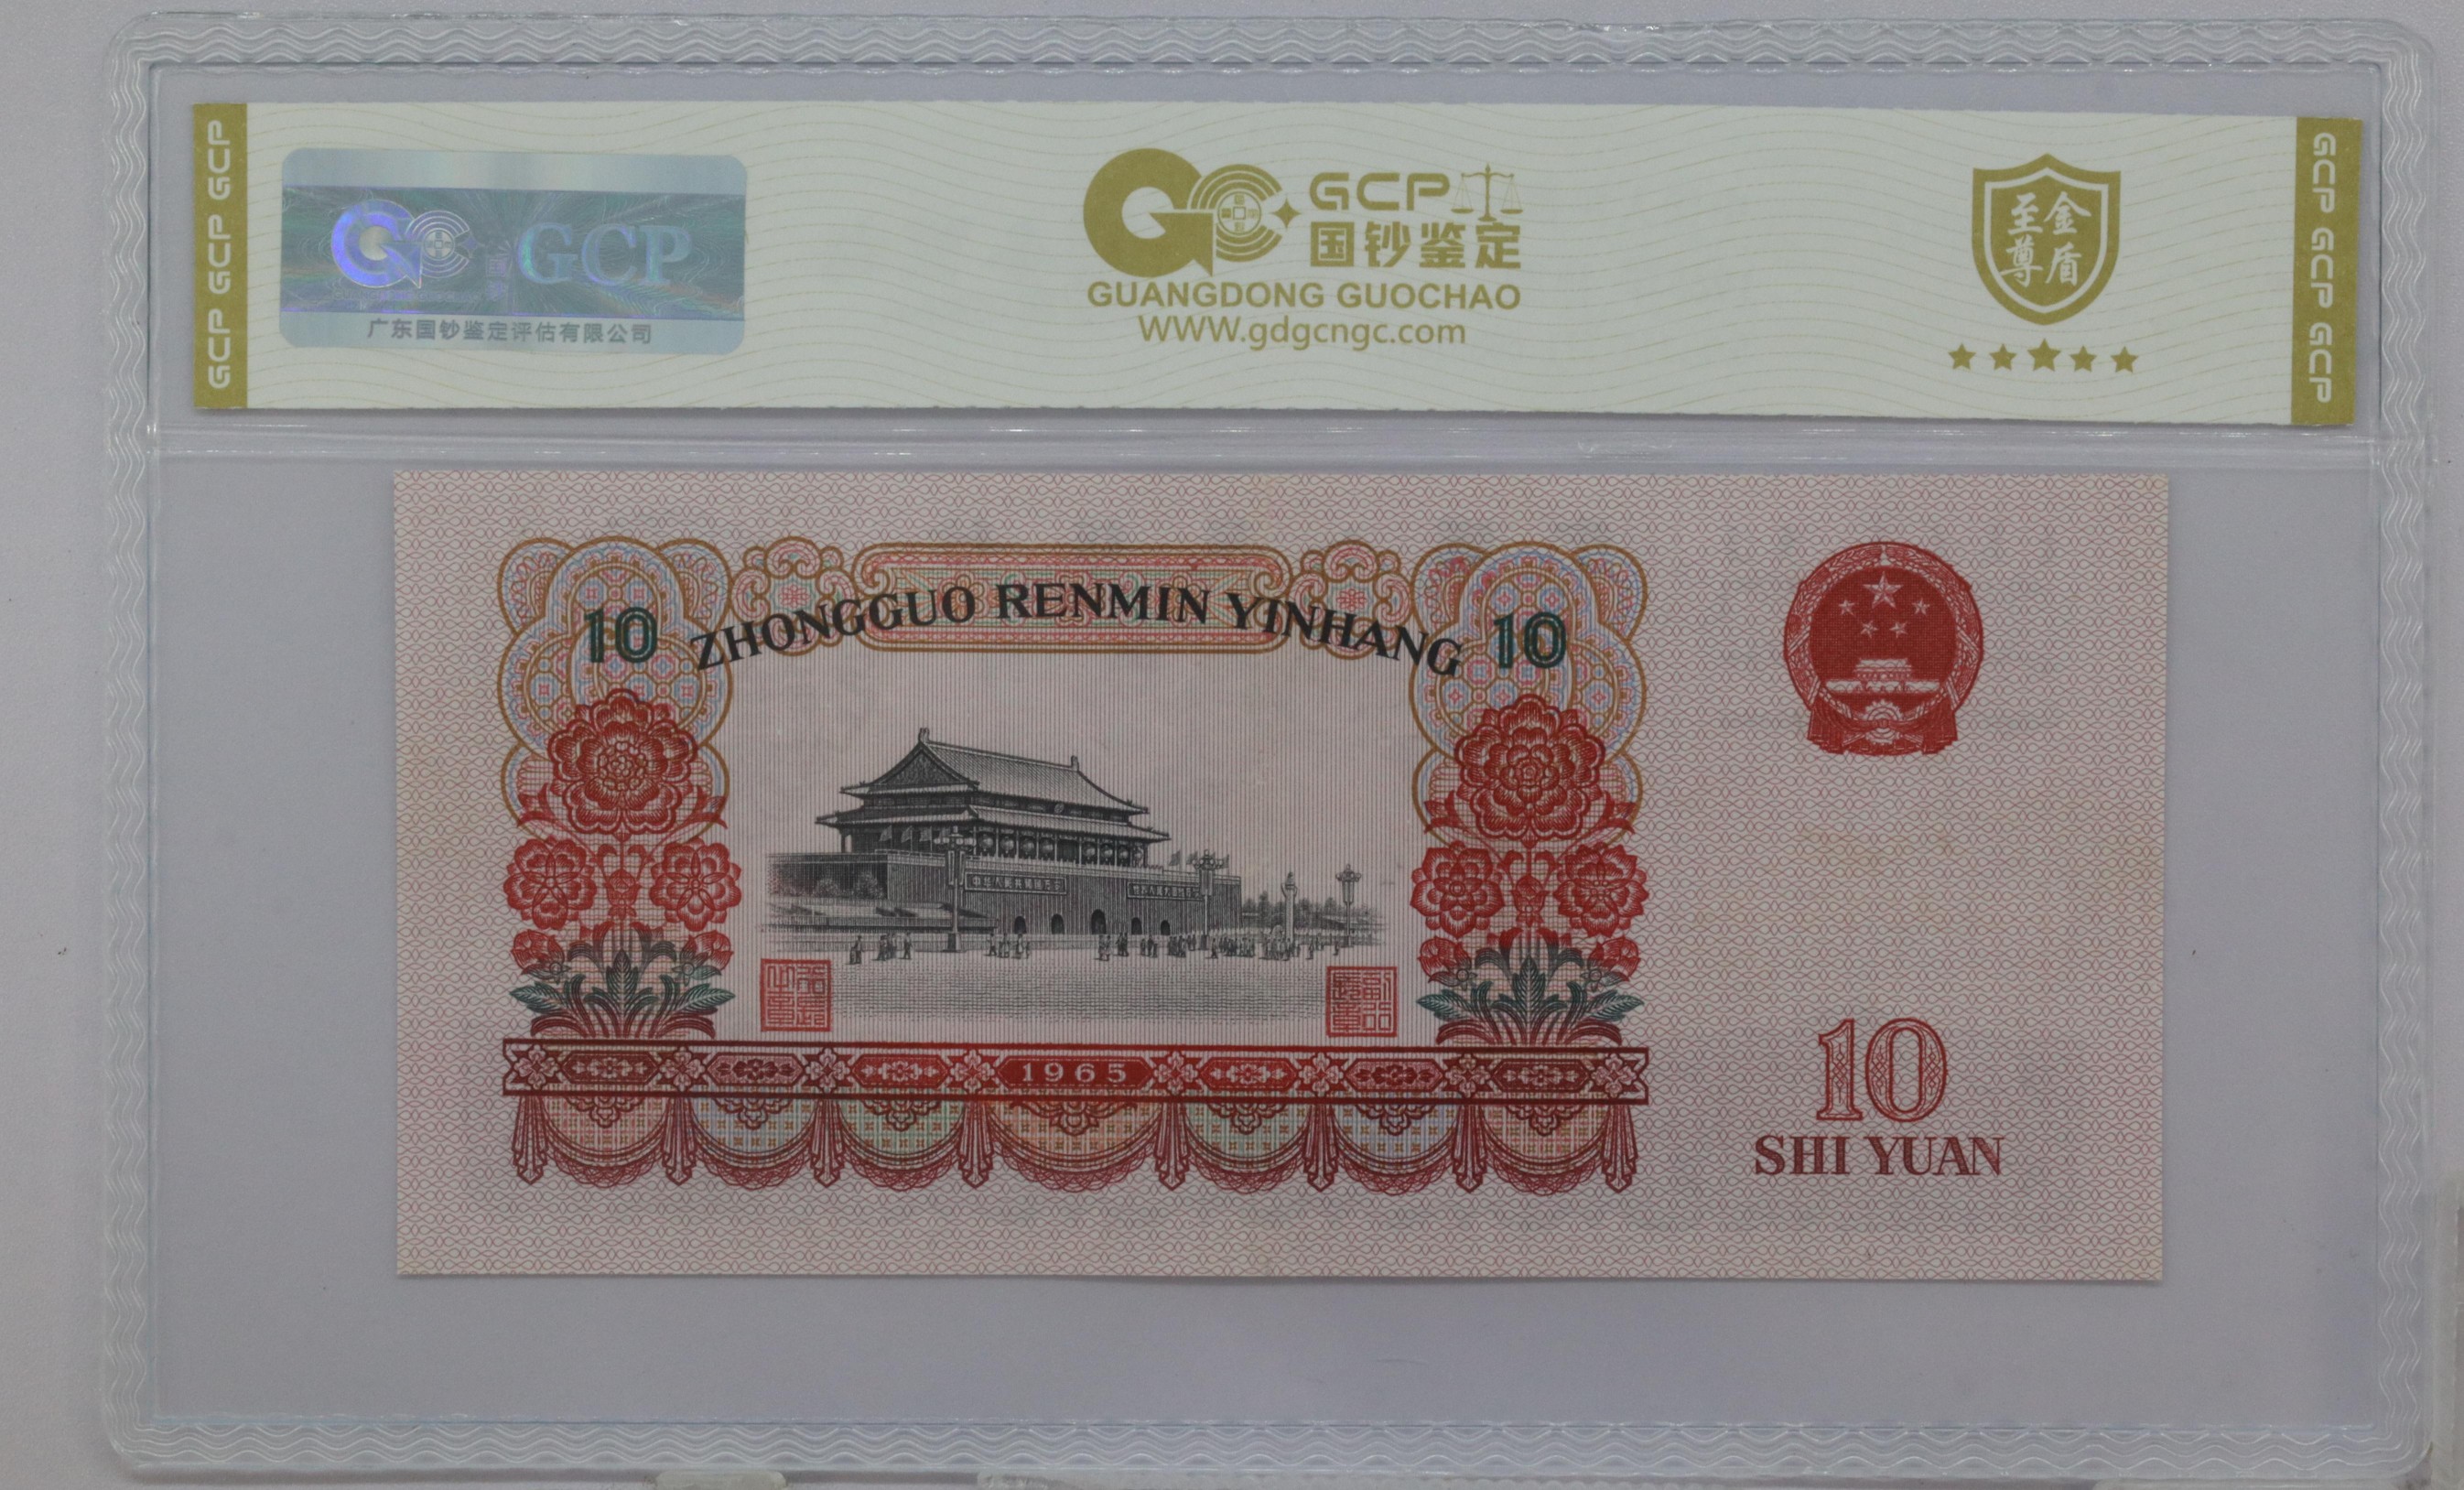 GCP GCP GCP
GCP
广东国钞鉴定评估有限公司
GCP
国钞鉴定
GUANGDONG GUOCHAO
WWW.gdgcngc.com
至尊
金盾
GCP GCP GCP
ZHONGGUO RENMIN YINHANG
10
10
1965
10
SHI YUAN